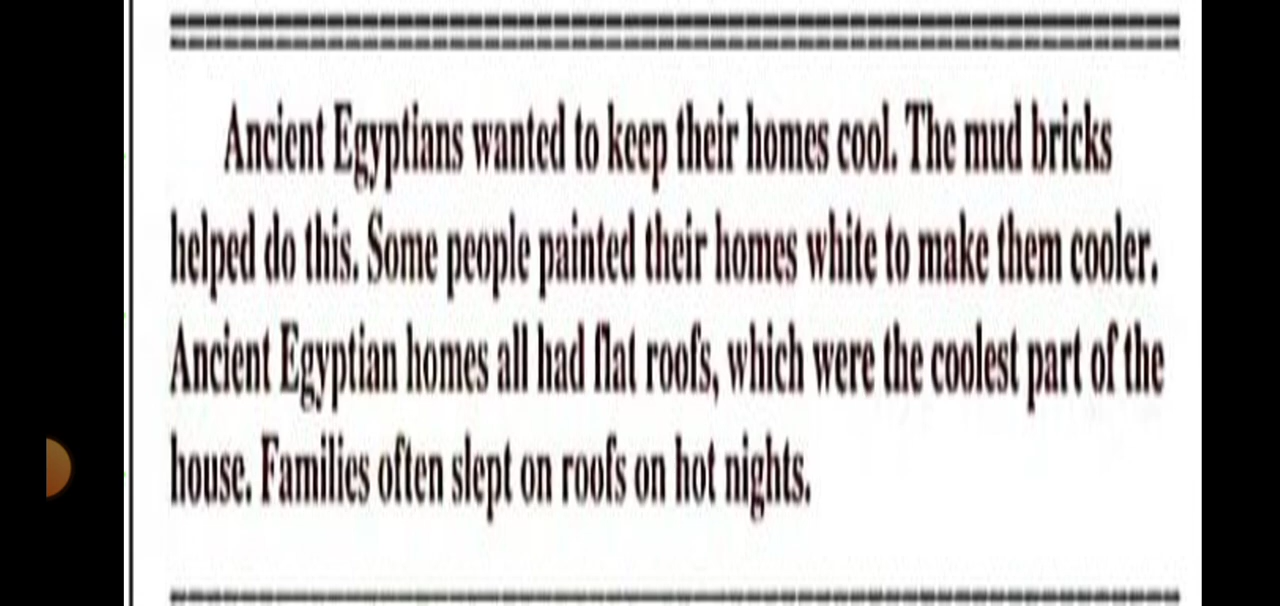 Ancient Egyptians wanted to keep their homes cool. The mud bricks
helped do this. Some people painted their homes white to make them cooler.
Ancient Egyptian homes all had flat roofs, which were the coolest part of the
house. Families often slept on roofs on hot nights.